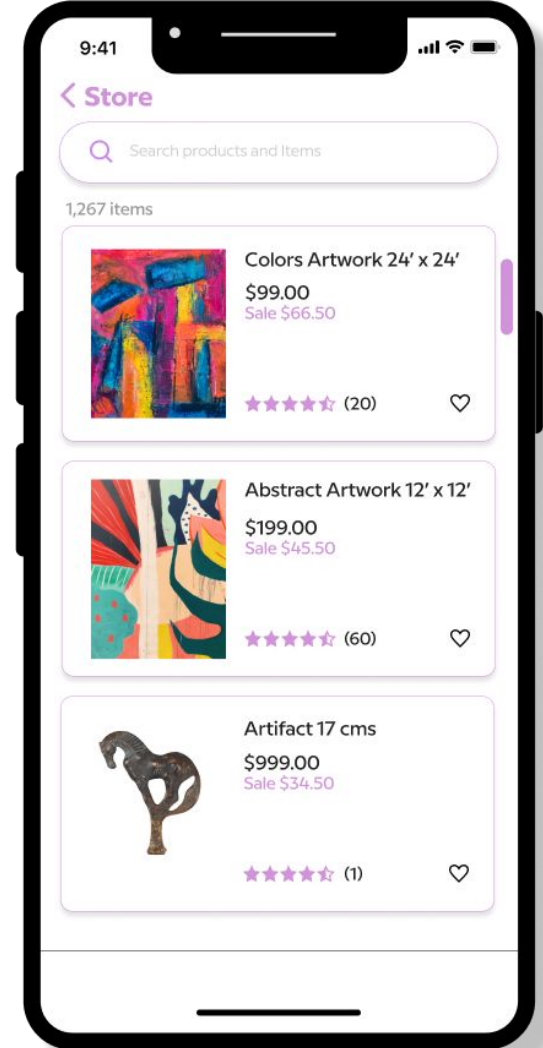 9:41
Store
Search products and Items
1,267 items
Colors Artwork 24’ x 24’
$99.00
Sale $66.50
(20)
Abstract Artwork 12’ x 12’
$199.00
Sale $45.50
(60)
Artifact 17 cms
$999.00
Sale $34.50
(1)